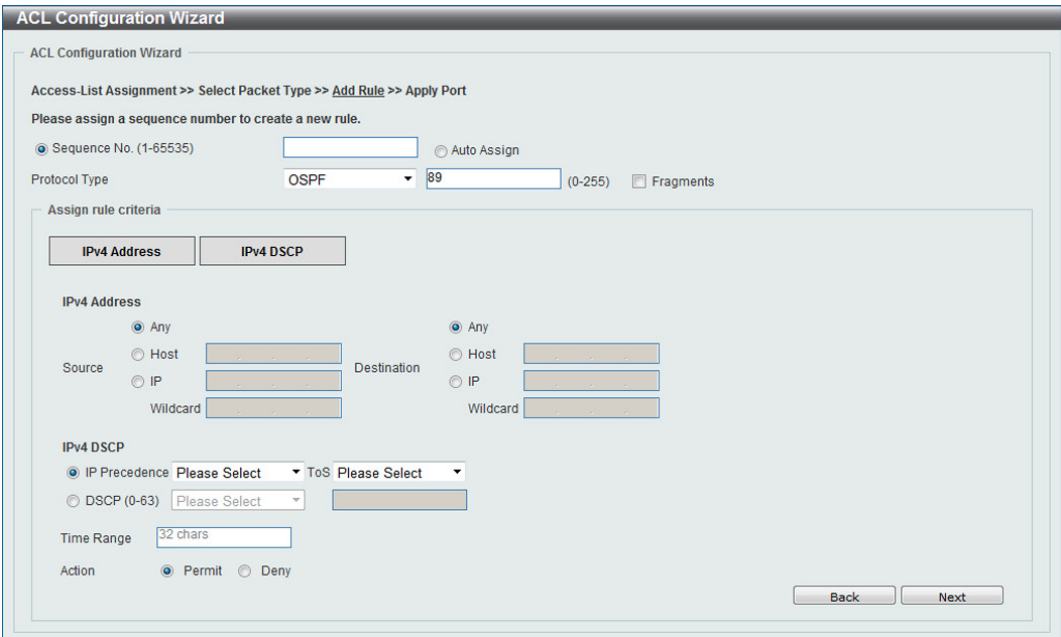 ACL Configuration Wizard
ACL Configuration Wizard
Access-List Assignment >> Select Packet Type >> Add Rule >> Apply Port
Please assign a sequence number to create a new rule.
Sequence No. (1-65535) Auto Assign
Protocol Type OSPF 89 (0-255) Fragments
Assign rule criteria
IPv4 Address IPv4 DSCP
IPv4 Address
Any Any
Host Host
Source Destination
IP IP
Wildcard Wildcard
IPv4 DSCP
IP Precedence Please Select ToS Please Select
DSCP (0-63) Please Select
Time Range 32 chars
Action Permit Deny
Back Next